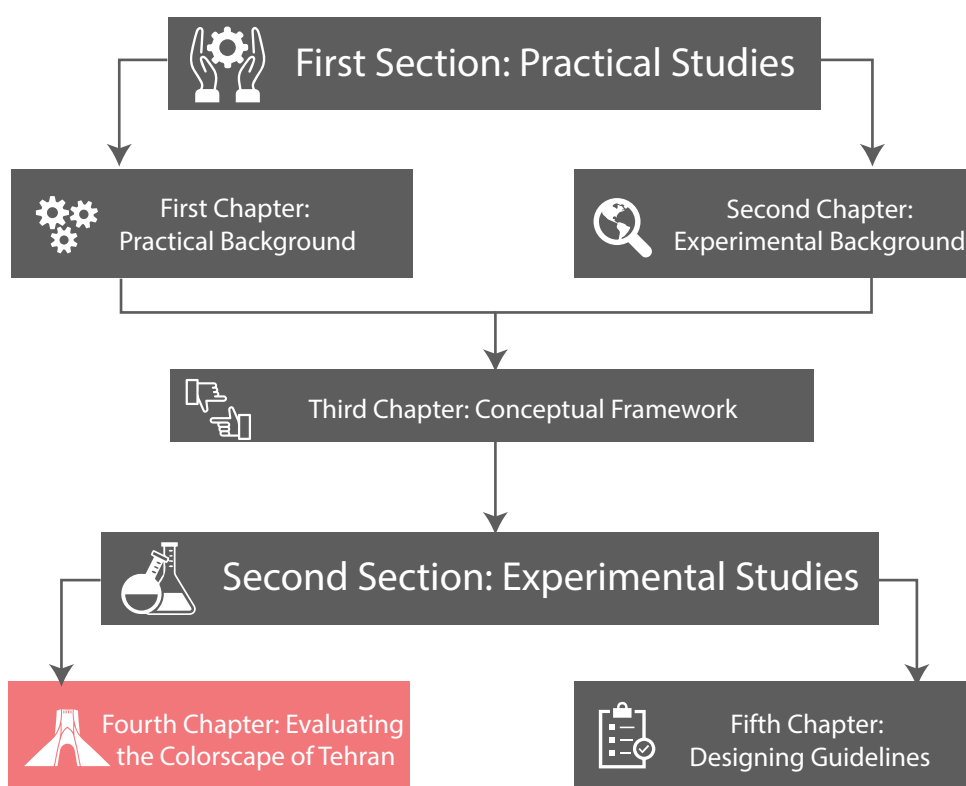 First Section: Practical Studies
First Chapter:
Practical Background
Second Chapter:
Experimental Background
Third Chapter: Conceptual Framework
Second Section: Experimental Studies
Fourth Chapter: Evaluating
the Colorscape of Tehran
Fifth Chapter:
Designing Guidelines